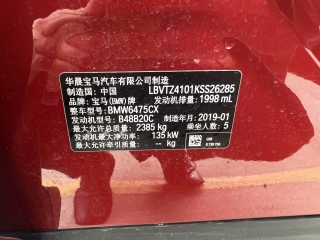 华晨宝马汽车有限公司制造
制造国：中国 LBVTZ4101KSS26285
品牌：宝马(BMW)牌 发动机排量：1998 mL
整车型号：BMW6475CX
发动机型号：B48B20C 制造年月：2019-01
最大允许总质量：2385 kg 乘坐人数：5
发动机最大净功率：135 kW
最大允许牵引质量：-- kg